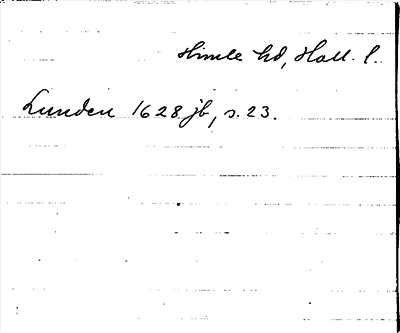 Himle hd, Hall. l.
Lunden 1628 jb, s. 23.